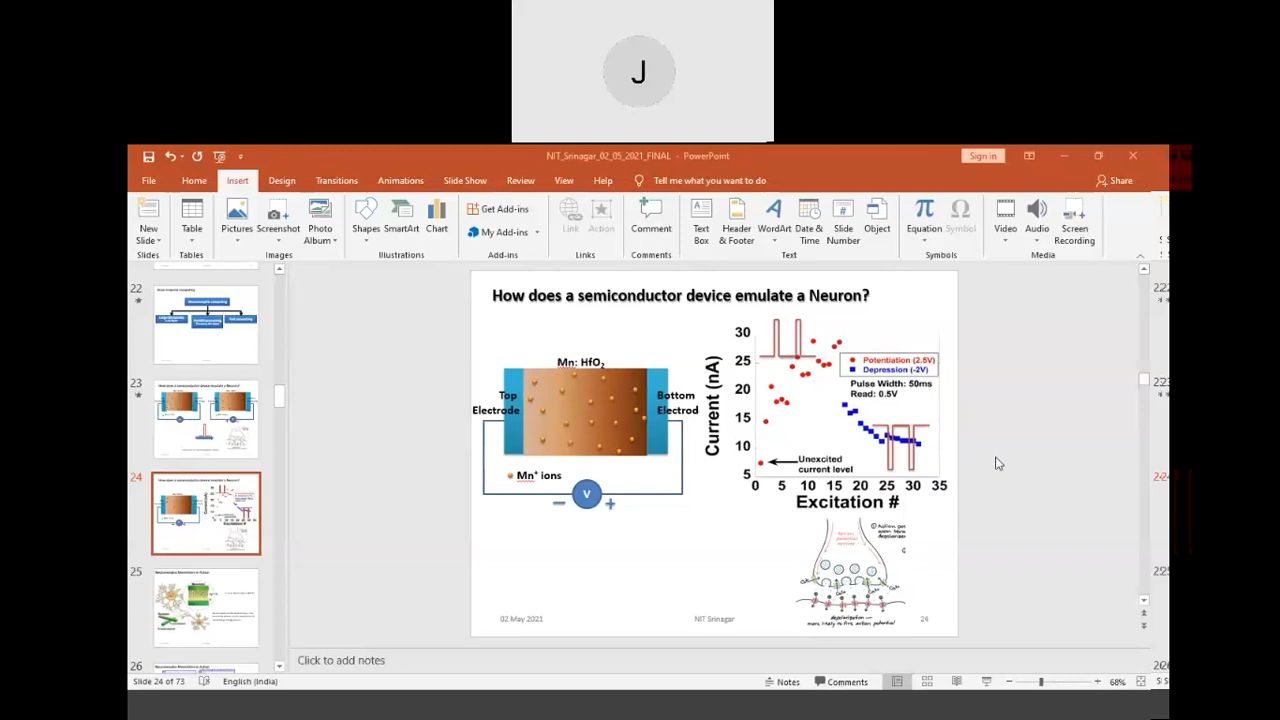 J
NIT_Srinagar_02_05_2021_FINAL - PowerPoint
Sign in
File Home Insert Design Transitions Animations Slide Show Review View Help Tell me what you want to do
Share
New Slide
Table
Pictures
Screenshot
Photo Album
Shapes
SmartArt
Chart
Get Add-ins
My Add-ins
Link
Action
Comment
Text Box
Header & Footer
WordArt
Date & Time
Slide Number
Object
Equation
Symbol
Video
Audio
Screen Recording
Slides Tables Images Illustrations Add-ins Links Comments Text Symbols Media
22
23
24
25
26
How does a semiconductor device emulate a Neuron?
Mn: HfO2
Top Electrode
Bottom Electrod
Mn+ ions
V
− +
Current (nA)
30
25
20
15
10
5
Potentiation (2.5V)
Depression (-2V)
Pulse Width: 50ms
Read: 0.5V
Unexcited
current level
0 5 10 15 20 25 30 35
Excitation #
depolarization —
more likely to fire action potential
02 May 2021
NIT Srinagar
24
Click to add notes
Slide 24 of 73
English (India)
Notes
Comments
68%